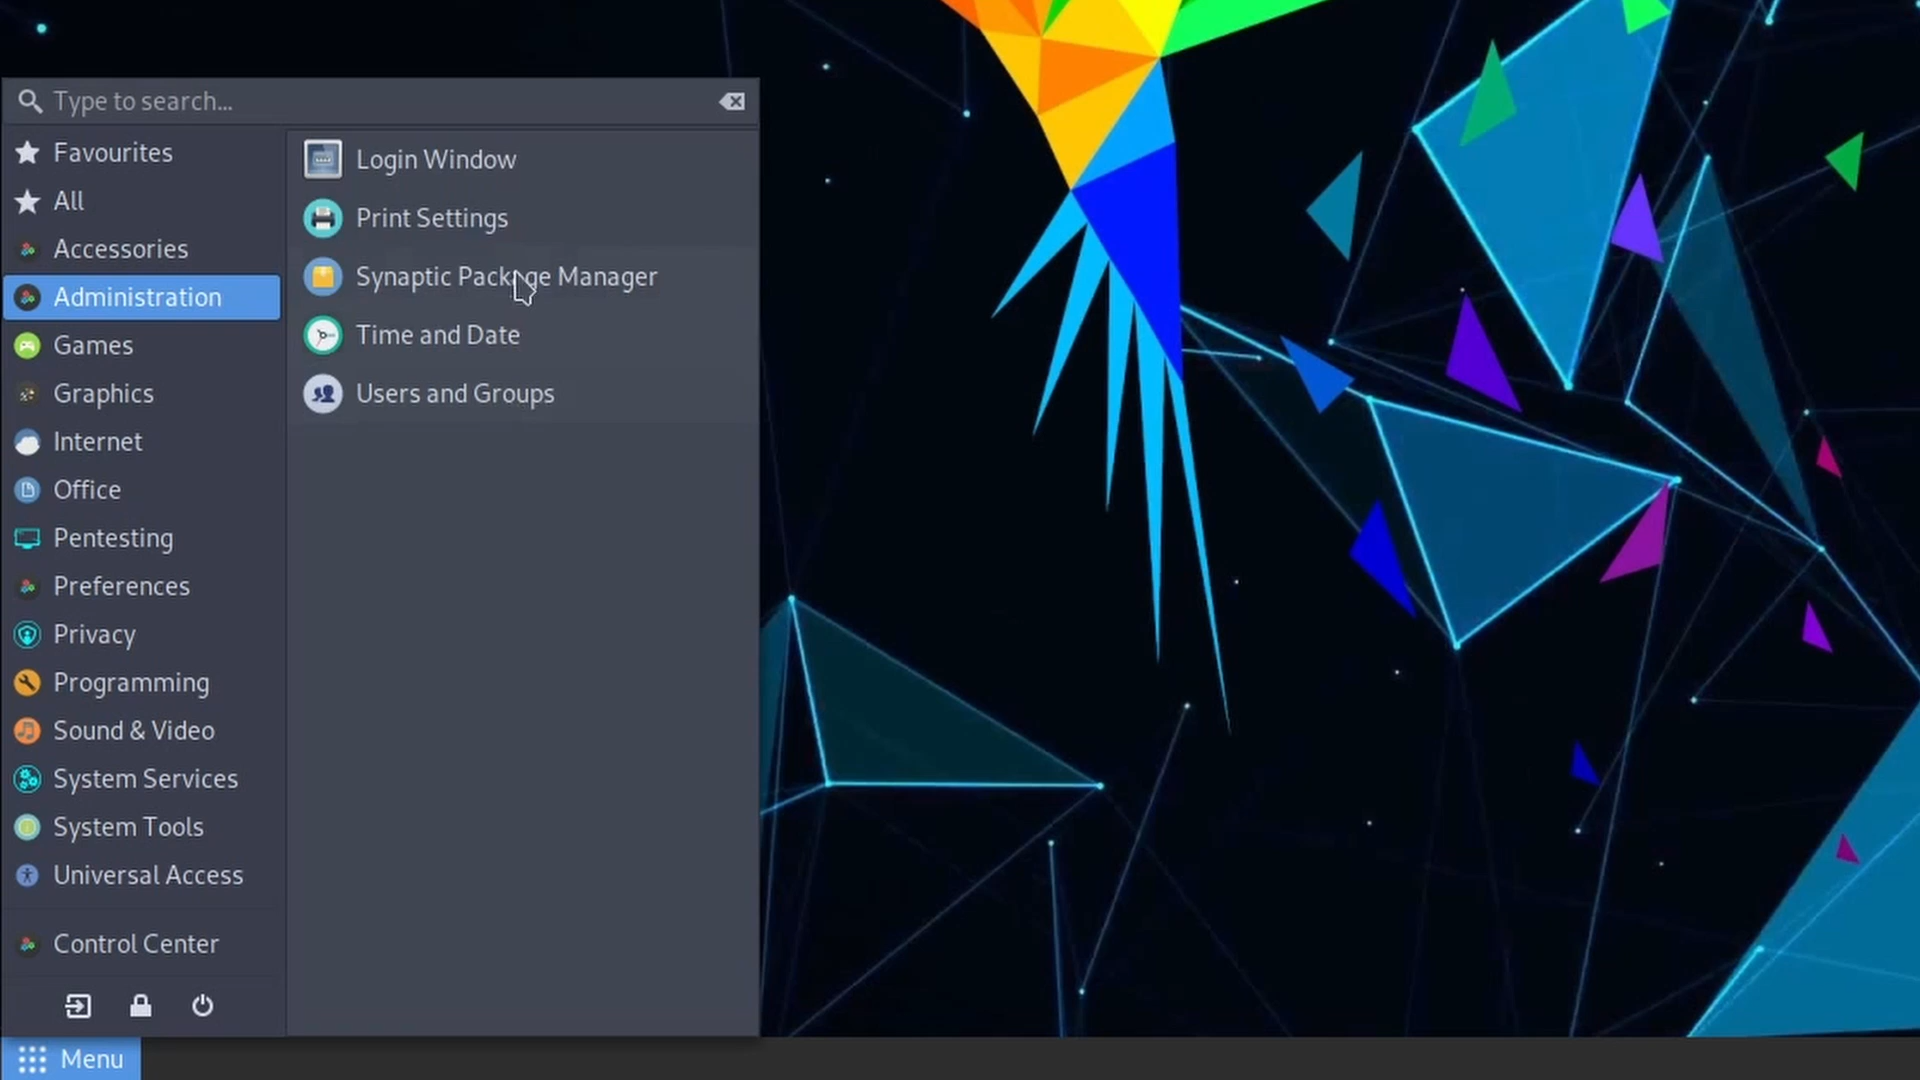 Type to search...
Favourites
All
Accessories
Administration
Games
Graphics
Internet
Office
Pentesting
Preferences
Privacy
Programming
Sound & Video
System Services
System Tools
Universal Access
Control Center
Login Window
Print Settings
Synaptic Package Manager
Time and Date
Users and Groups
Menu